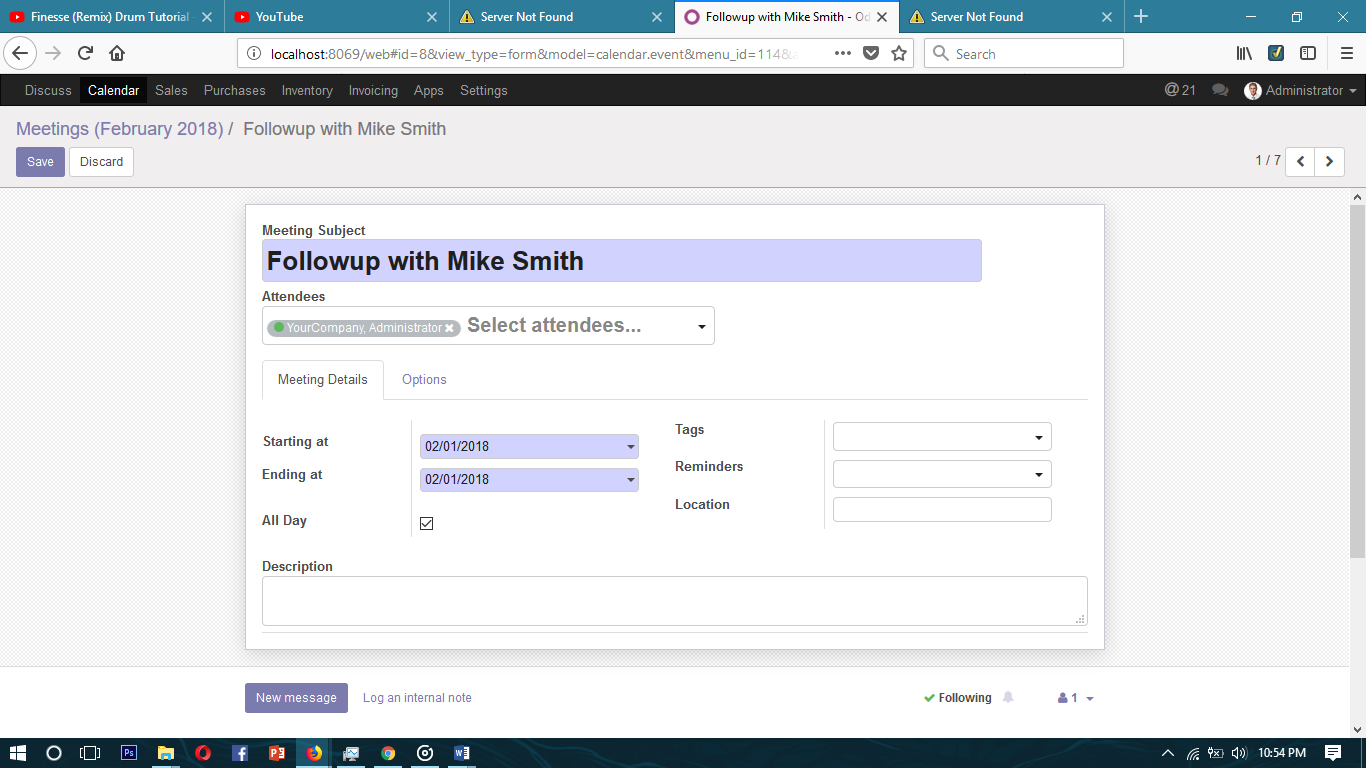 Finesse (Remix) Drum Tutorial
YouTube
Server Not Found
Followup with Mike Smith - Od
Server Not Found
localhost:8069/web#id=8&view_type=form&model=calendar.event&menu_id=114&a
Search
Discuss Calendar Sales Purchases Inventory Invoicing Apps Settings
@ 21
Administrator
Meetings (February 2018) / Followup with Mike Smith
Save Discard
1 / 7
Meeting Subject
Followup with Mike Smith
Attendees
YourCompany, Administrator Select attendees...
Meeting Details Options
Starting at 02/01/2018
Ending at 02/01/2018
All Day
Tags
Reminders
Location
Description
New message Log an internal note
Following
1
10:54 PM